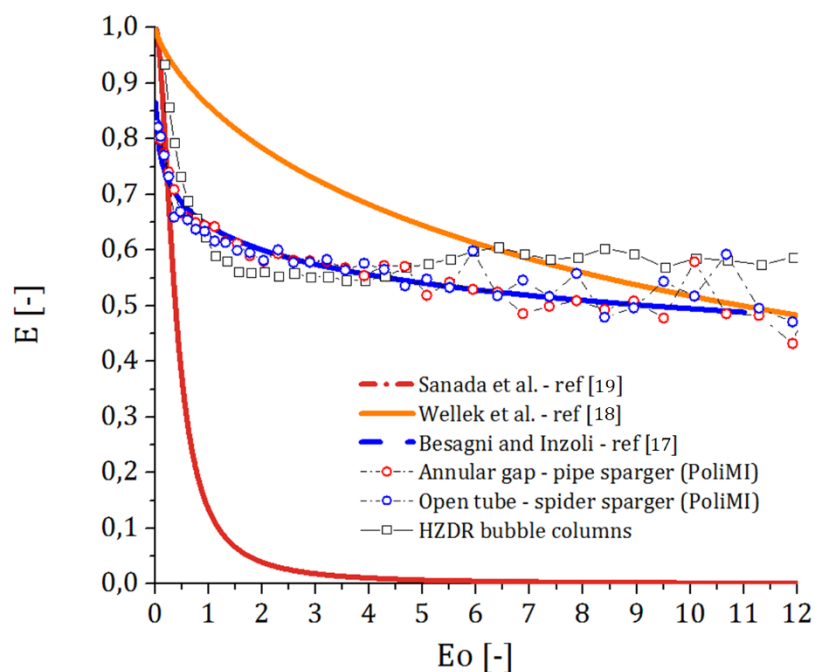 1,0
0,9
0,8
0,7
0,6
0,5
0,4
0,3
0,2
0,1
0,0
E [-]
Sanada et al. - ref [19]
Wellek et al. - ref [18]
Besagni and Inzoli - ref [17]
Annular gap - pipe sparger (PoliMI)
Open tube - spider sparger (PoliMI)
HZDR bubble columns
0 1 2 3 4 5 6 7 8 9 10 11 12
Eo [-]